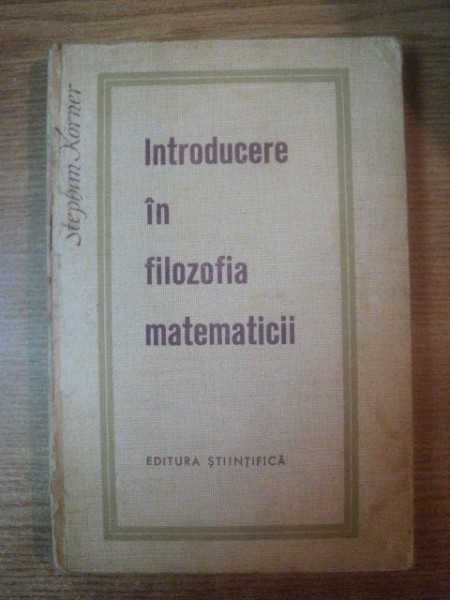 Stephan Körner
Introducere
în
filozofia
matematicii
EDITURA ȘTIINȚIFICĂ